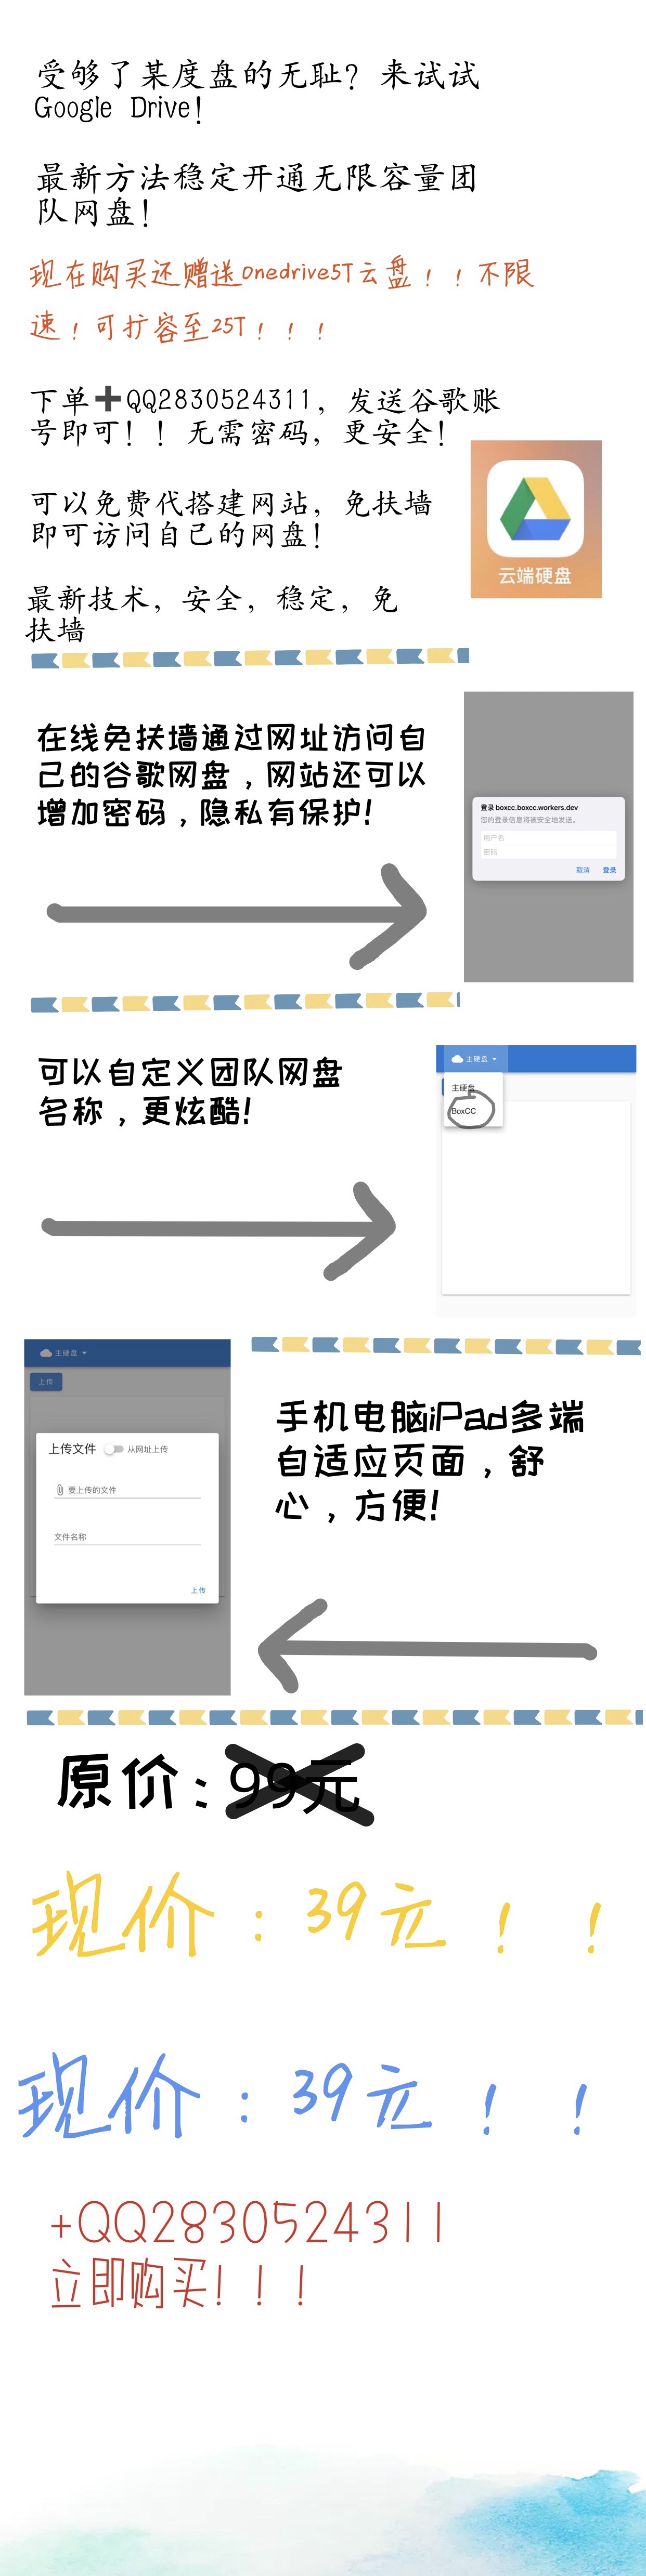 受够了某度盘的无耻？来试试
Google Drive！
最新方法稳定开通无限容量团
队网盘！
现在购买还赠送Onedrive5T云盘！！不限
速！可扩容至25T！！！
下单➕QQ2830524311，发送谷歌账
号即可！！无需密码，更安全！
可以免费代搭建网站，免扶墙
即可访问自己的网盘！
云端硬盘
最新技术，安全，稳定，免
扶墙
在线免扶墙通过网址访问自
己的谷歌网盘，网站还可以
增加密码，隐私有保护！
登录 boxcc.boxcc.workers.dev
您的登录信息将被安全地发送。
用户名
密码
取消 登录
可以自定义团队网盘
名称，更炫酷！
主硬盘
主硬盘
BoxCC
主硬盘
上传
上传文件 从网址上传
要上传的文件
文件名称
上传
手机电脑iPad多端
自适应页面，舒
心，方便！
原价：99元
现价：39元！！
现价：39元！！
+QQ2830524311
立即购买！！！